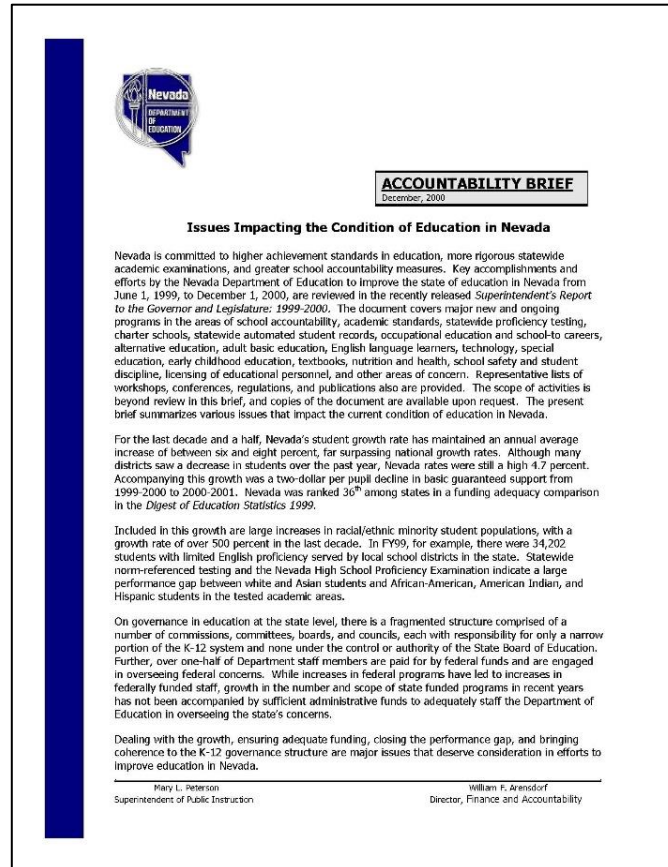 Nevada
DEPARTMENT
OF
EDUCATION
ACCOUNTABILITY BRIEF
December, 2000
Issues Impacting the Condition of Education in Nevada
Nevada is committed to higher achievement standards in education, more rigorous statewide
academic examinations, and greater school accountability measures. Key accomplishments and
efforts by the Nevada Department of Education to improve the state of education in Nevada from
June 1, 1999, to December 1, 2000, are reviewed in the recently released Superintendent's Report
to the Governor and Legislature: 1999-2000. The document covers major new and ongoing
programs in the areas of school accountability, academic standards, statewide proficiency testing,
charter schools, statewide automated student records, occupational education and school-to careers,
alternative education, adult basic education, English language learners, technology, special
education, early childhood education, textbooks, nutrition and health, school safety and student
discipline, licensing of educational personnel, and other areas of concern. Representative lists of
workshops, conferences, regulations, and publications also are provided. The scope of activities is
beyond review in this brief, and copies of the document are available upon request. The present
brief summarizes various issues that impact the current condition of education in Nevada.
For the last decade and a half, Nevada's student growth rate has maintained an annual average
increase of between six and eight percent, far surpassing national growth rates. Although many
districts saw a decrease in students over the past year, Nevada rates were still a high 4.7 percent.
Accompanying this growth was a two-dollar per pupil decline in basic guaranteed support from
1999-2000 to 2000-2001. Nevada was ranked 36th among states in a funding adequacy comparison
in the Digest of Education Statistics 1999.
Included in this growth are large increases in racial/ethnic minority student populations, with a
growth rate of over 500 percent in the last decade. In FY99, for example, there were 34,202
students with limited English proficiency served by local school districts in the state. Statewide
norm-referenced testing and the Nevada High School Proficiency Examination indicate a large
performance gap between white and Asian students and African-American, American Indian, and
Hispanic students in the tested academic areas.
On governance in education at the state level, there is a fragmented structure comprised of a
number of commissions, committees, boards, and councils, each with responsibility for only a narrow
portion of the K-12 system and none under the control or authority of the State Board of Education.
Further, over one-half of Department staff members are paid for by federal funds and are engaged
in overseeing federal concerns. While increases in federal programs have led to increases in
federally funded staff, growth in the number and scope of state funded programs in recent years
has not been accompanied by sufficient administrative funds to adequately staff the Department of
Education in overseeing the state's concerns.
Dealing with the growth, ensuring adequate funding, closing the performance gap, and bringing
coherence to the K-12 governance structure are major issues that deserve consideration in efforts to
improve education in Nevada.
Mary L. Peterson William F. Arensdorf
Superintendent of Public Instruction Director, Finance and Accountability